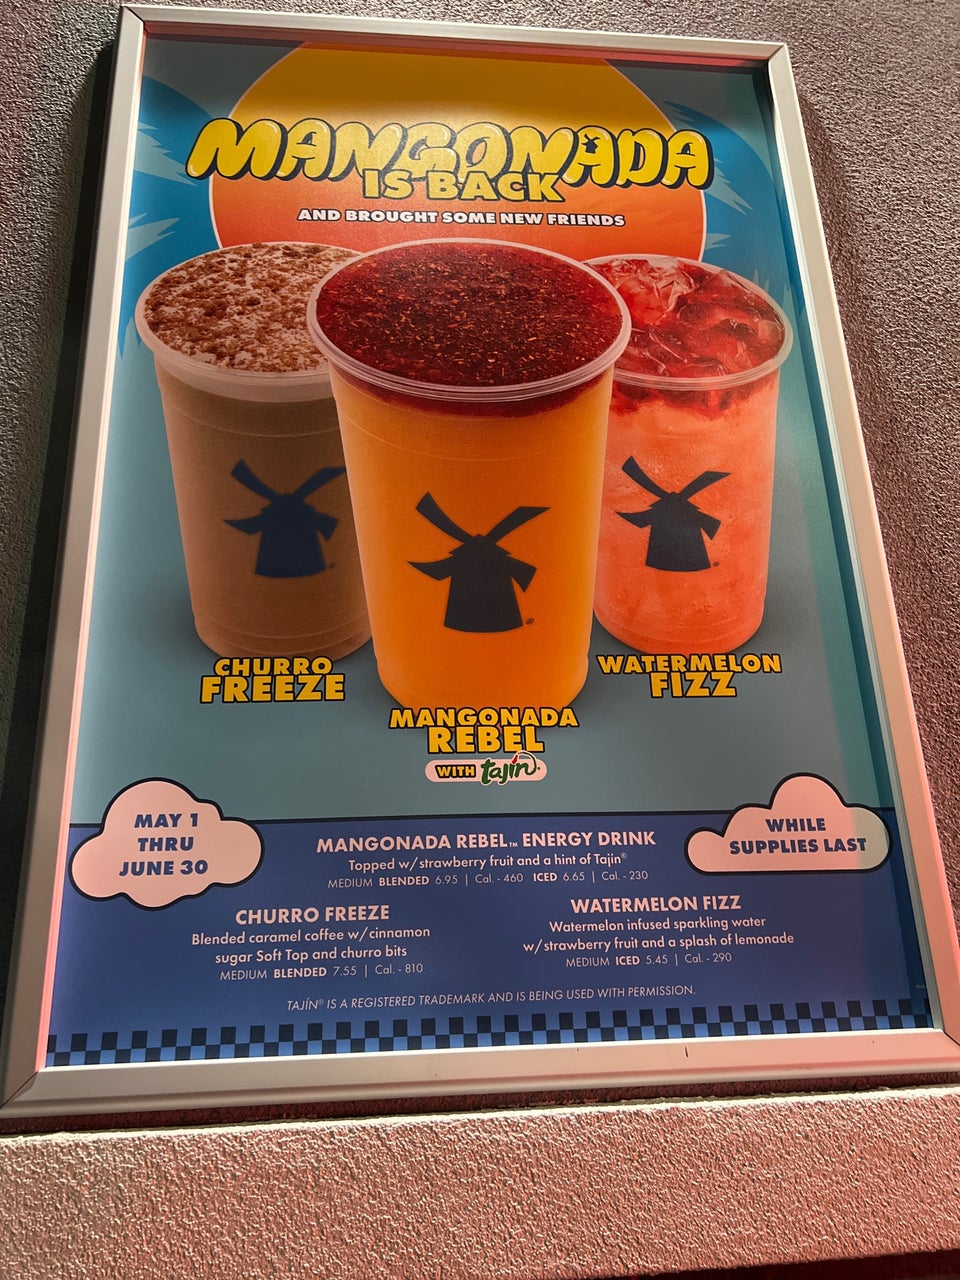 MANGONADA
IS BACK
AND BROUGHT SOME NEW FRIENDS
CHURRO
FREEZE
WATERMELON
FIZZ
MANGONADA
REBEL
WITH tajín®
MAY 1
THRU
JUNE 30
WHILE
SUPPLIES LAST
MANGONADA REBEL™ ENERGY DRINK
Topped w/strawberry fruit and a hint of Tajín®
MEDIUM BLENDED 6.95 | Cal. - 460 ICED 6.65 | Cal. - 230
CHURRO FREEZE
Blended caramel coffee w/cinnamon
sugar Soft Top and churro bits
MEDIUM BLENDED 7.55 | Cal. - 810
WATERMELON FIZZ
Watermelon infused sparkling water
w/strawberry fruit and a splash of lemonade
MEDIUM ICED 5.45 | Cal. - 290
TAJÍN® IS A REGISTERED TRADEMARK AND IS BEING USED WITH PERMISSION.